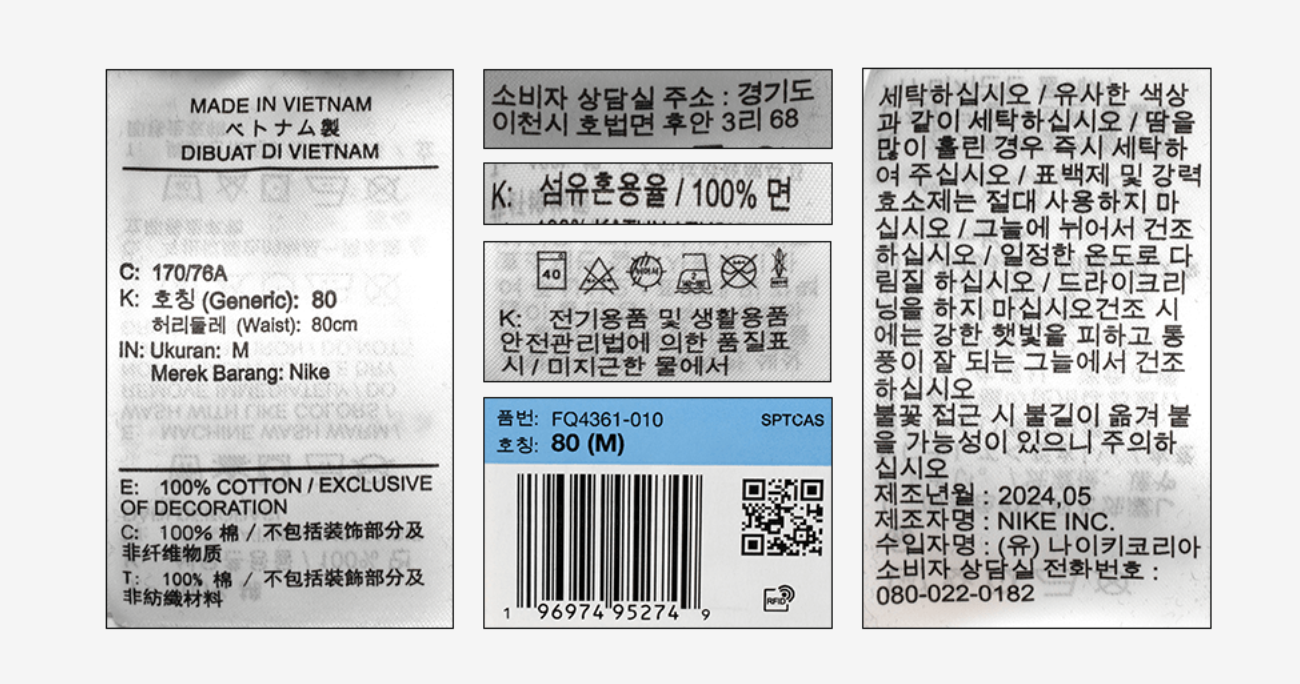 MADE IN VIETNAM
ベトナム製
DIBUAT DI VIETNAM
C: 170/76A
K: 호칭 (Generic): 80
허리둘레 (Waist): 80cm
IN: Ukuran: M
Merek Barang: Nike
E: 100% COTTON / EXCLUSIVE
OF DECORATION
C: 100% 棉 / 不包括装饰部分及
非纤维物质
T: 100% 棉 / 不包括裝飾部分及
非紡織材料
소비자 상담실 주소 : 경기도
이천시 호법면 후안 3리 68
K: 섬유혼용율 / 100% 면
40
K: 전기용품 및 생활용품
안전관리법에 의한 품질표
시 / 미지근한 물에서
품번: FQ4361-010 SPTCAS
호칭: 80 (M)
RFID
1 96974 95274 9
세탁하십시오 / 유사한 색상
과 같이 세탁하십시오 / 땀을
많이 흘린 경우 즉시 세탁하
여 주십시오 / 표백제 및 강력
효소제는 절대 사용하지 마
십시오 / 그늘에 뉘어서 건조
하십시오 / 일정한 온도로 다
림질 하십시오 / 드라이크리
닝을 하지 마십시오건조 시
에는 강한 햇빛을 피하고 통
풍이 잘 되는 그늘에서 건조
하십시오
불꽃 접근 시 불길이 옮겨 붙
을 가능성이 있으니 주의하
십시오
제조년월 : 2024,05
제조자명 : NIKE INC.
수입자명 : (유) 나이키코리아
소비자 상담실 전화번호 :
080-022-0182